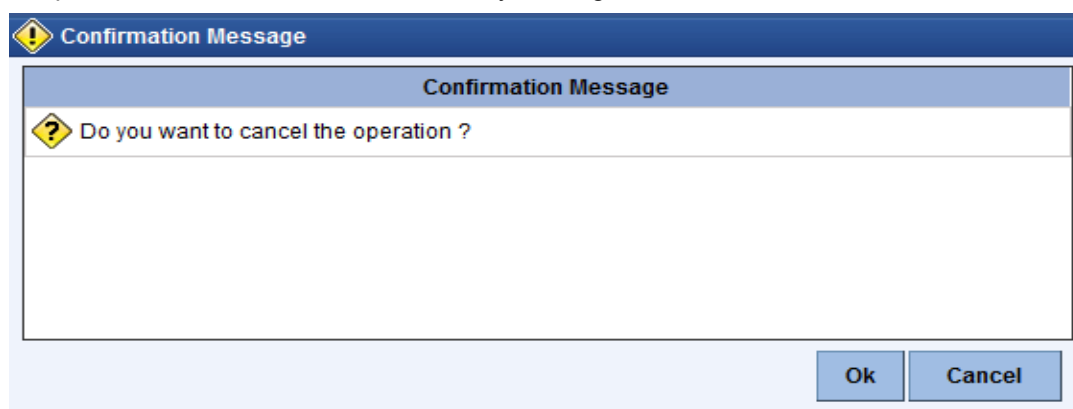 Confirmation Message
Confirmation Message
Do you want to cancel the operation ?
Ok Cancel